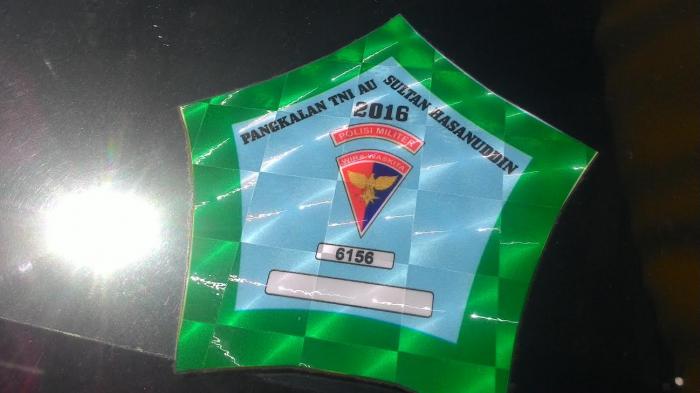 PANGKALAN TNI AU SULTAN HASANUDDIN
2016
POLISI MILITER
WIRA WASKITA
6156